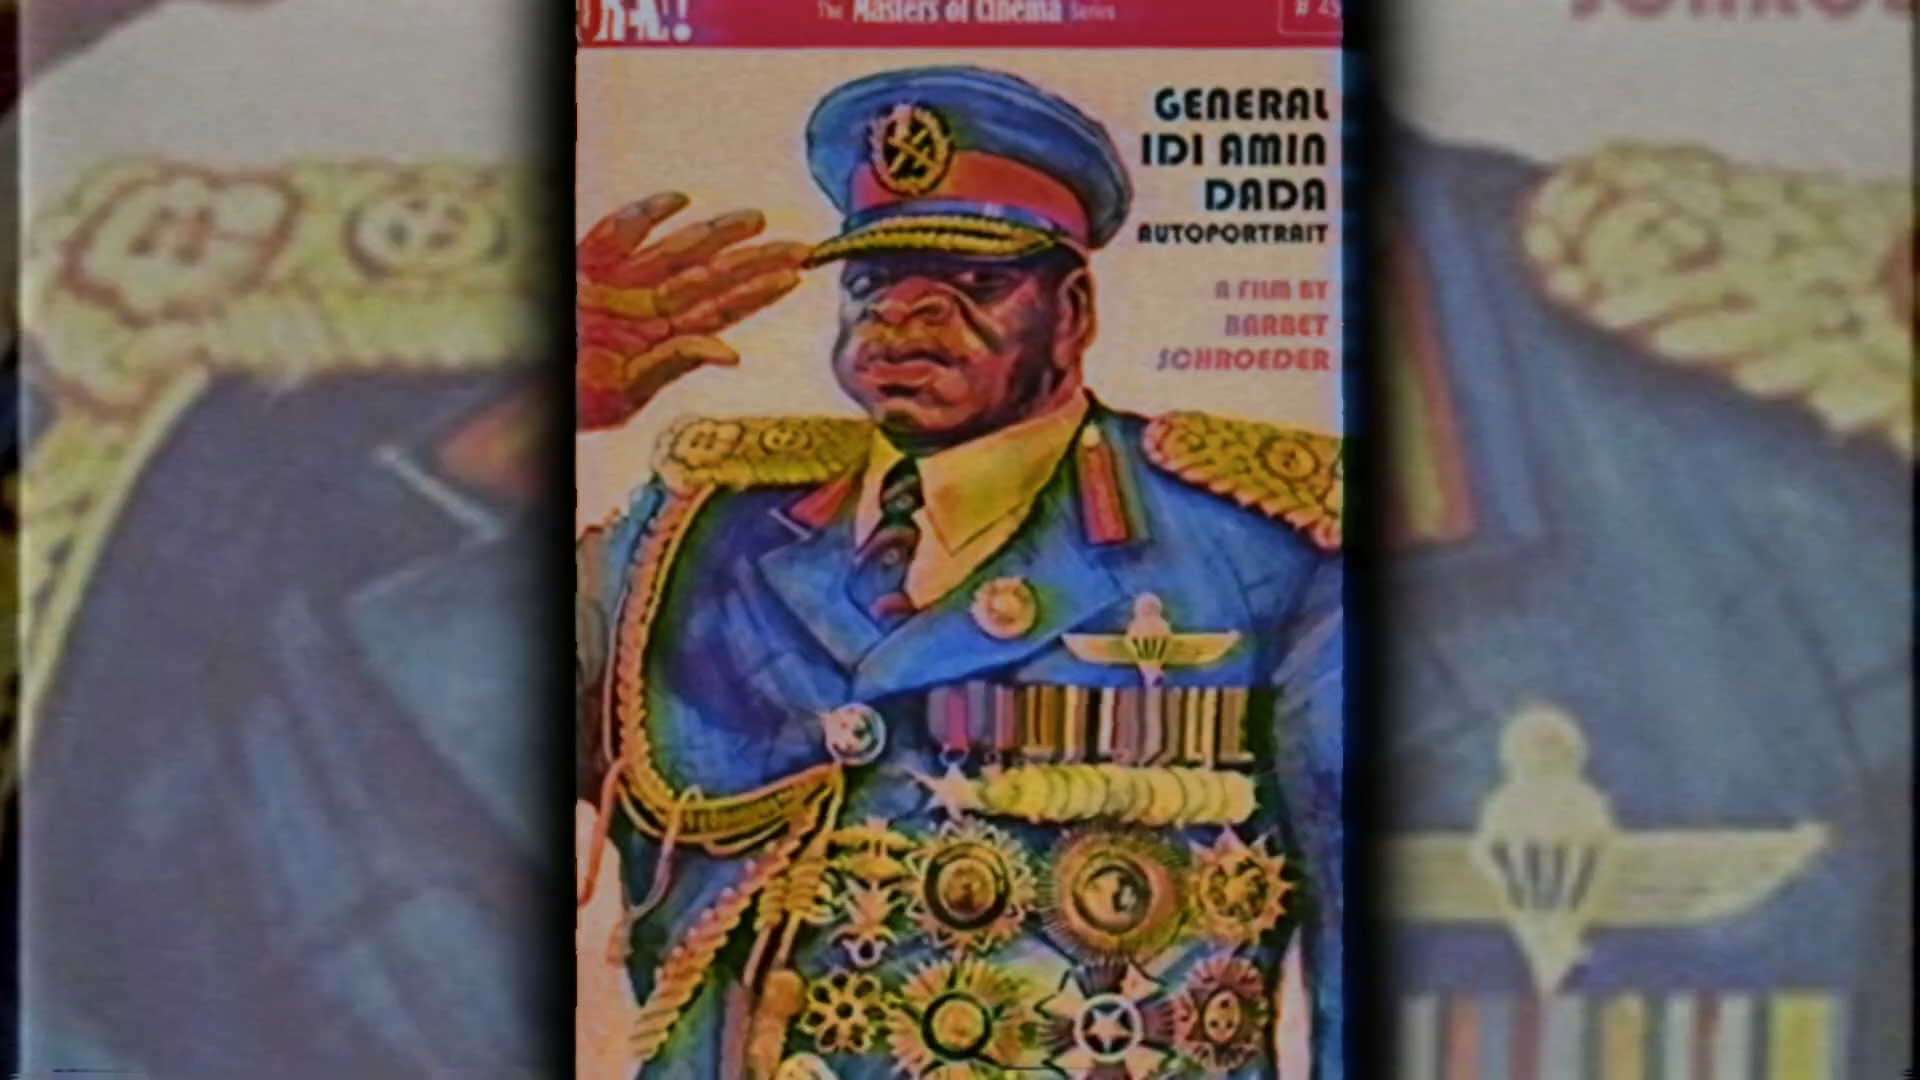 The Masters of Cinema Series
GENERAL
IDI AMIN
DADA
AUTOPORTRAIT
A FILM BY
BARBET
SCHROEDER